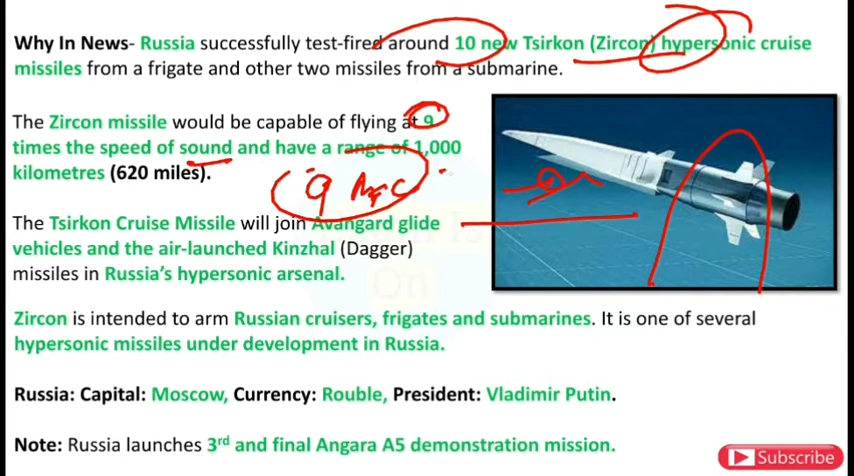 Why In News- Russia successfully test-fired around 10 new Tsirkon (Zircon) hypersonic cruise
missiles from a frigate and other two missiles from a submarine.
The Zircon missile would be capable of flying at 9
times the speed of sound and have a range of 1,000
kilometres (620 miles).
9
The Tsirkon Cruise Missile will join Avangard glide
vehicles and the air-launched Kinzhal (Dagger)
missiles in Russia's hypersonic arsenal.
On
Zircon is intended to arm Russian cruisers, frigates and submarines. It is one of several
hypersonic missiles under development in Russia.
Russia: Capital: Moscow, Currency: Rouble, President: Vladimir Putin.
Note: Russia launches 3rd and final Angara A5 demonstration mission.
Subscribe